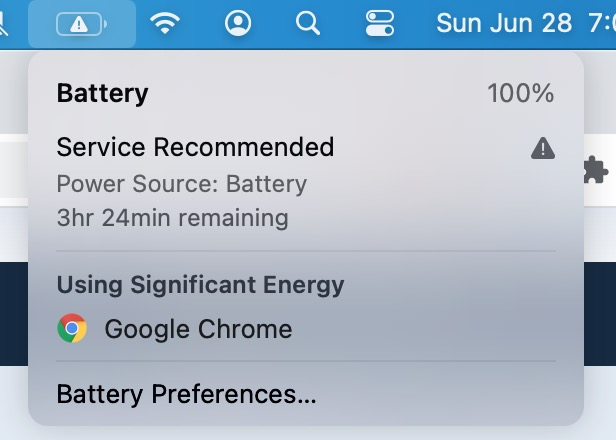 Sun Jun 28 7:0
Battery 100%
Service Recommended
Power Source: Battery
3hr 24min remaining
Using Significant Energy
Google Chrome
Battery Preferences...